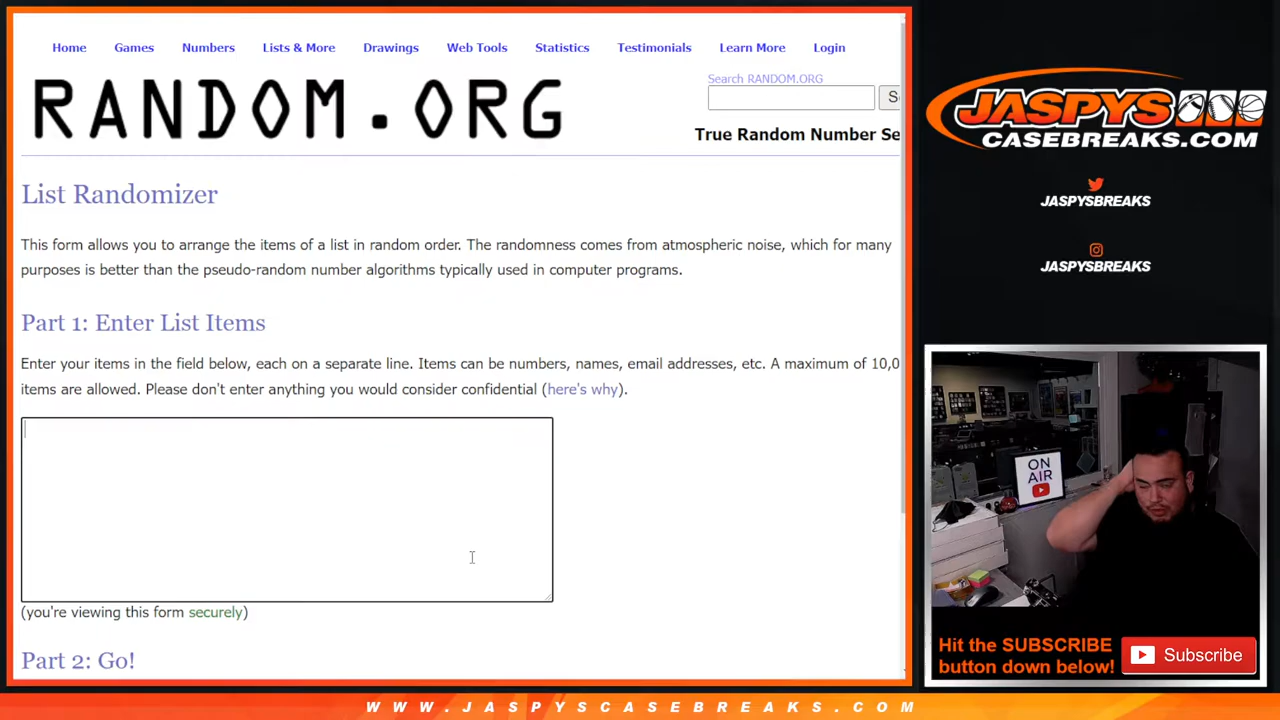 Home Games Numbers Lists & More Drawings Web Tools Statistics Testimonials Learn More Login
RANDOM.ORG
Search RANDOM.ORG
True Random Number Se
List Randomizer
This form allows you to arrange the items of a list in random order. The randomness comes from atmospheric noise, which for many
purposes is better than the pseudo-random number algorithms typically used in computer programs.
Part 1: Enter List Items
Enter your items in the field below, each on a separate line. Items can be numbers, names, email addresses, etc. A maximum of 10,0
items are allowed. Please don't enter anything you would consider confidential (here's why).
(you're viewing this form securely)
Part 2: Go!
JASPYS
CASEBREAKS.COM
JASPYSBREAKS
JASPYSBREAKS
ON
AIR
Hit the SUBSCRIBE
button down below!
Subscribe
WWW.JASPYSCASEBREAKS.COM